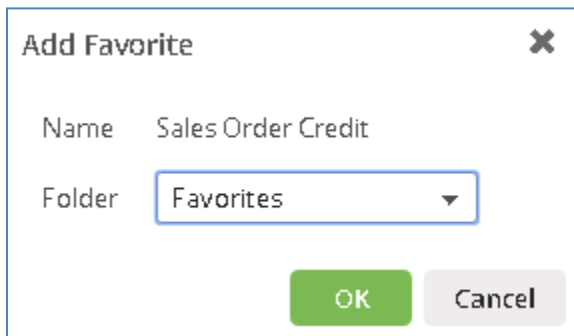 Add Favorite
Name Sales Order Credit
Folder Favorites
OK Cancel